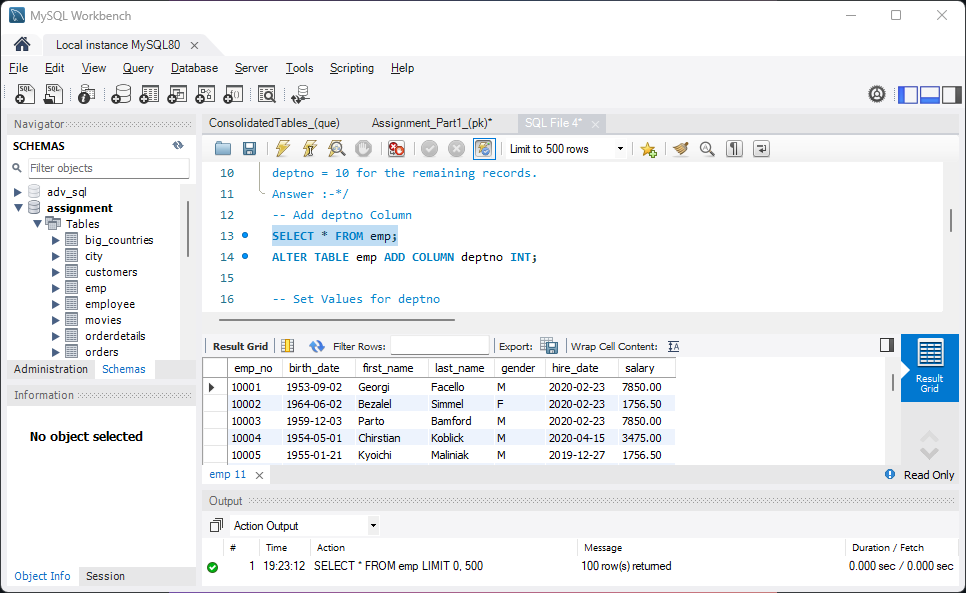 MySQL Workbench
Local instance MySQL80
File Edit View Query Database Server Tools Scripting Help
Navigator
SCHEMAS
Filter objects
adv_sql
assignment
Tables
big_countries
city
customers
emp
employee
movies
orderdetails
orders
Administration Schemas
Information
No object selected
Object Info Session
ConsolidatedTables_(que) Assignment_Part1_(pk)* SQL File 4*
Limit to 500 rows
10 deptno = 10 for the remaining records.
11 Answer :-*/
12 -- Add deptno Column
13 SELECT * FROM emp;
14 ALTER TABLE emp ADD COLUMN deptno INT;
15
16 -- Set Values for deptno
Result Grid Filter Rows: Export: Wrap Cell Content:
emp_no birth_date first_name last_name gender hire_date salary
10001 1953-09-02 Georgi Facello M 2020-02-23 7850.00
10002 1964-06-02 Bezalel Simmel F 2020-02-23 1756.50
10003 1959-12-03 Parto Bamford M 2020-02-23 7850.00
10004 1954-05-01 Chirstian Koblick M 2020-04-15 3475.00
10005 1955-01-21 Kyoichi Maliniak M 2019-12-27 1756.50
Result
Grid
emp 11
Read Only
Output
Action Output
# Time Action Message Duration / Fetch
1 19:23:12 SELECT * FROM emp LIMIT 0, 500 100 row(s) returned 0.000 sec / 0.000 sec